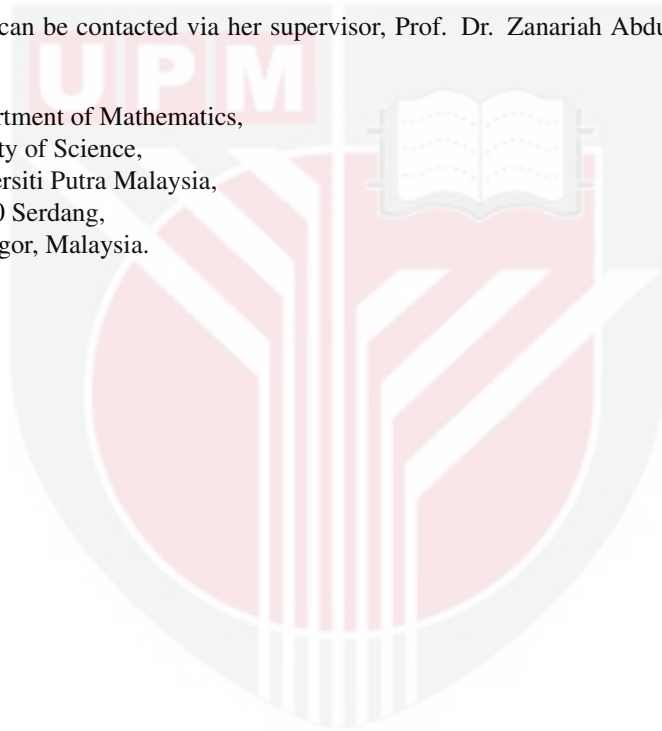 can be contacted via her supervisor, Prof. Dr. Zanariah Abdu
UPM
rtment of Mathematics,
ty of Science,
ersiti Putra Malaysia,
0 Serdang,
gor, Malaysia.